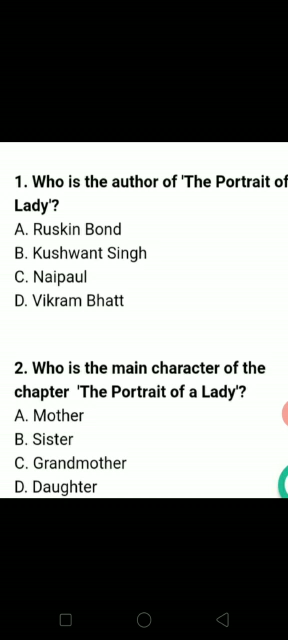 1. Who is the author of 'The Portrait of
Lady'?
A. Ruskin Bond
B. Kushwant Singh
C. Naipaul
D. Vikram Bhatt
2. Who is the main character of the
chapter 'The Portrait of a Lady'?
A. Mother
B. Sister
C. Grandmother
D. Daughter